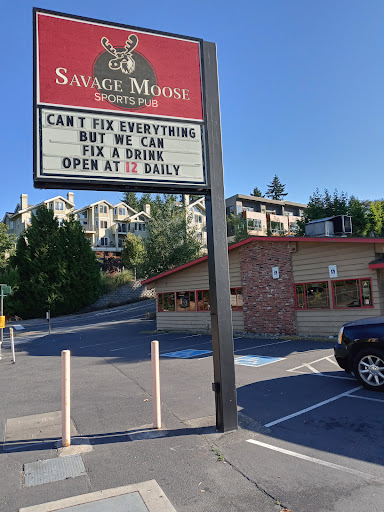 SAVAGE MOOSE
SPORTS PUB
CAN T FIX EVERYTHING
BUT WE CAN
FIX A DRINK
OPEN AT 12 DAILY